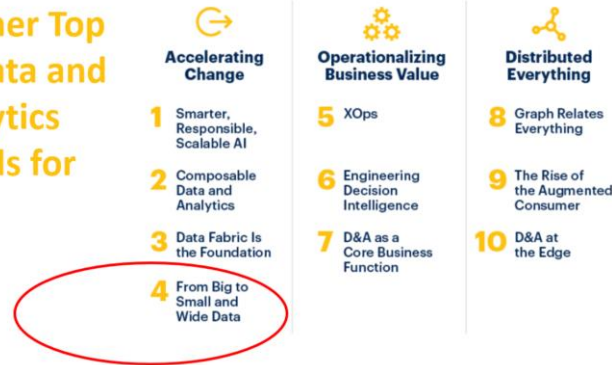 ner Top
ata and
ytics
ds for
Accelerating
Change
1 Smarter,
Responsible,
Scalable AI
2 Composable
Data and
Analytics
3 Data Fabric Is
the Foundation
4 From Big to
Small and
Wide Data
Operationalizing
Business Value
5 XOps
6 Engineering
Decision
Intelligence
7 D&A as a
Core Business
Function
Distributed
Everything
8 Graph Relates
Everything
9 The Rise of
the Augmented
Consumer
10 D&A at
the Edge